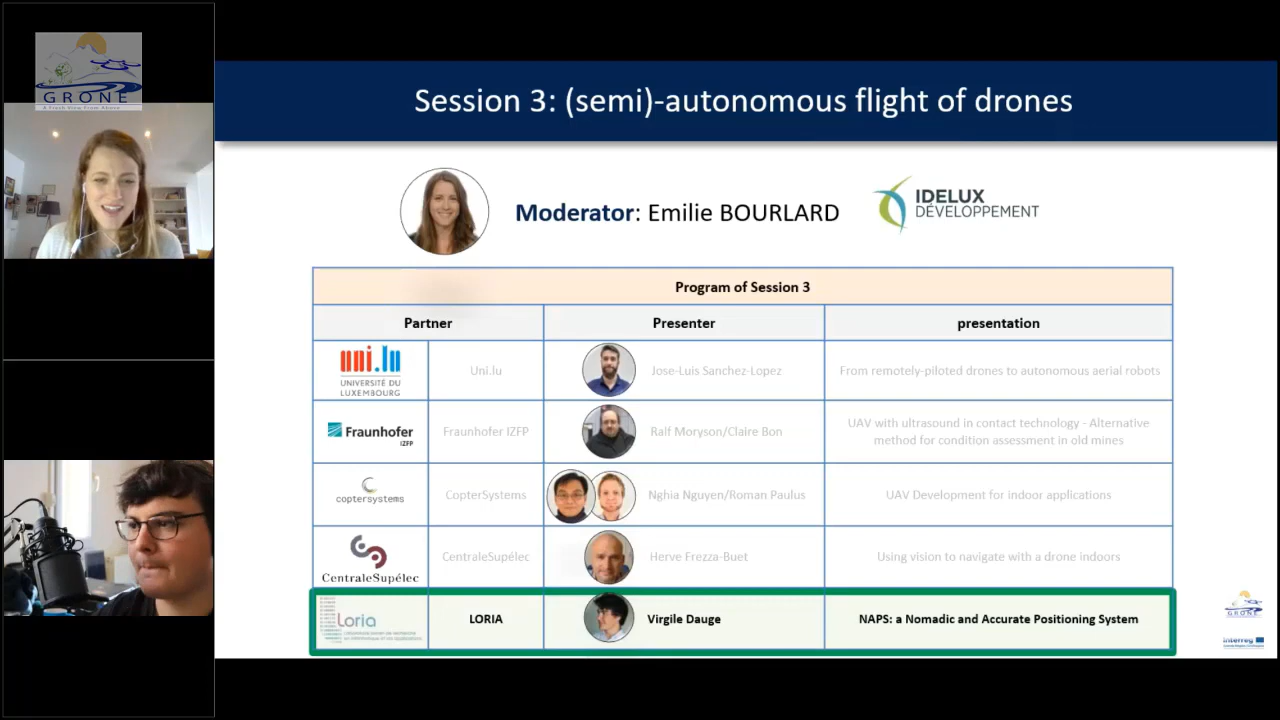 GRONE
A Fresh View From Above
Session 3: (semi)-autonomous flight of drones
Moderator: Emilie BOURLARD
IDELUX
DÉVELOPPEMENT
Program of Session 3
Partner
Presenter
presentation
uni.lu
UNIVERSITÉ DU
LUXEMBOURG
Uni.lu
Jose-Luis Sanchez-Lopez
From remotely-piloted drones to autonomous aerial robots
Fraunhofer
IZFP
Fraunhofer IZFP
Ralf Moryson/Claire Bon
UAV with ultrasound in contact technology - Alternative
method for condition assessment in old mines
coptersystems
CopterSystems
Nghia Nguyen/Roman Paulus
UAV Development for indoor applications
CentraleSupélec
CentraleSupélec
Herve Frezza-Buet
Using vision to navigate with a drone indoors
Loria
LORIA
Virgile Dauge
NAPS: a Nomadic and Accurate Positioning System
GRONE
Interreg